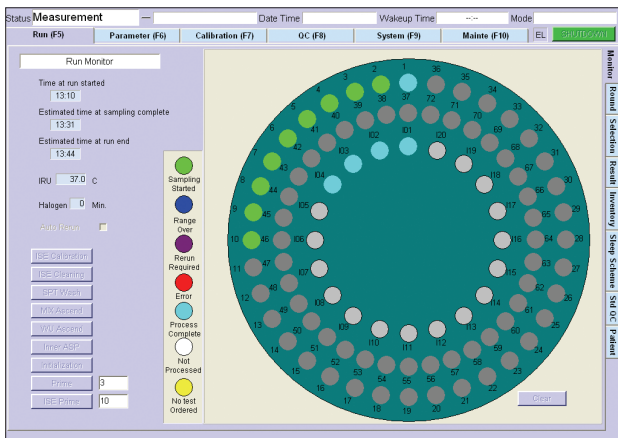 Status Measurement — Date Time Wakeup Time --:-- Mode
Run (F5) Parameter (F6) Calibration (F7) QC (F8) System (F9) Mainte (F10) EL SHUTDOWN
Run Monitor
Time at run started
13:10
Estimated time at sampling complete
13:31
Estimated time at run end
13:44
IRU 37.0 C
Halogen 0 Min.
Auto Rerun
ISE Calibration
ISE Cleaning
SPT Wash
MX Ascend
WU Ascend
Inner ASP
Initialization
Prime 3
ISE Prime 10
Sampling
Started
Range
Over
Rerun
Required
Error
Process
Complete
Not
Processed
No test
Ordered
1
2
3
4
5
6
7
8
9
10
11
12
13
14
15
16
17
18
19
20
21
22
23
24
25
26
27
28
29
30
31
32
33
34
35
36
37
38
39
40
41
42
43
44
45
46
47
48
49
50
51
52
53
54
55
56
57
58
59
60
61
62
63
64
65
66
67
68
69
70
71
72
I01
I02
I03
I04
I05
I06
I07
I08
I09
I10
I11
I12
I13
I14
I15
I16
I17
I18
I19
I20
Clear
Monitor
Round
Selection
Result
Inventory
Sleep Scheme
Std QC
Patient